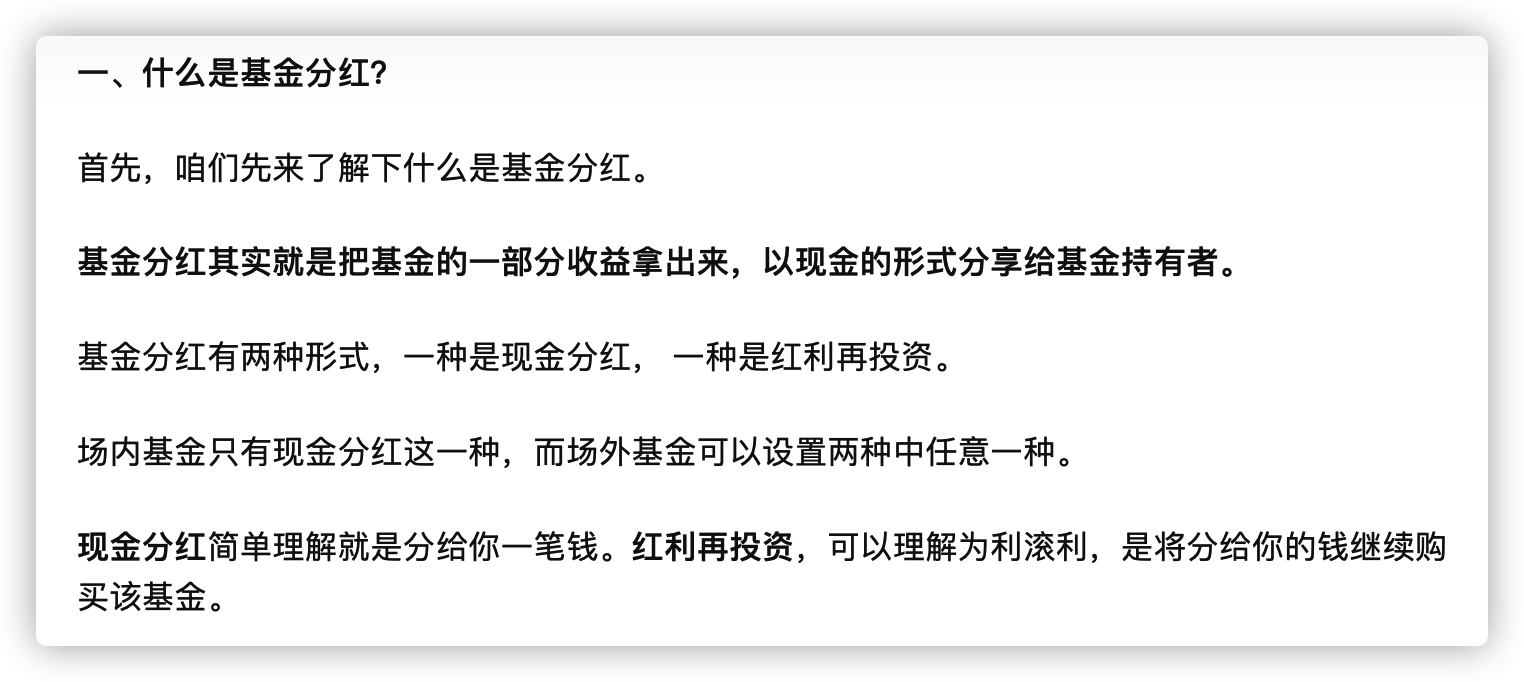 一、什么是基金分红?
首先，咱们先来了解下什么是基金分红。
基金分红其实就是把基金的一部分收益拿出来，以现金的形式分享给基金持有者。
基金分红有两种形式，一种是现金分红， 一种是红利再投资。
场内基金只有现金分红这一种，而场外基金可以设置两种中任意一种。
现金分红简单理解就是分给你一笔钱。红利再投资，可以理解为利滚利，是将分给你的钱继续购
买该基金。